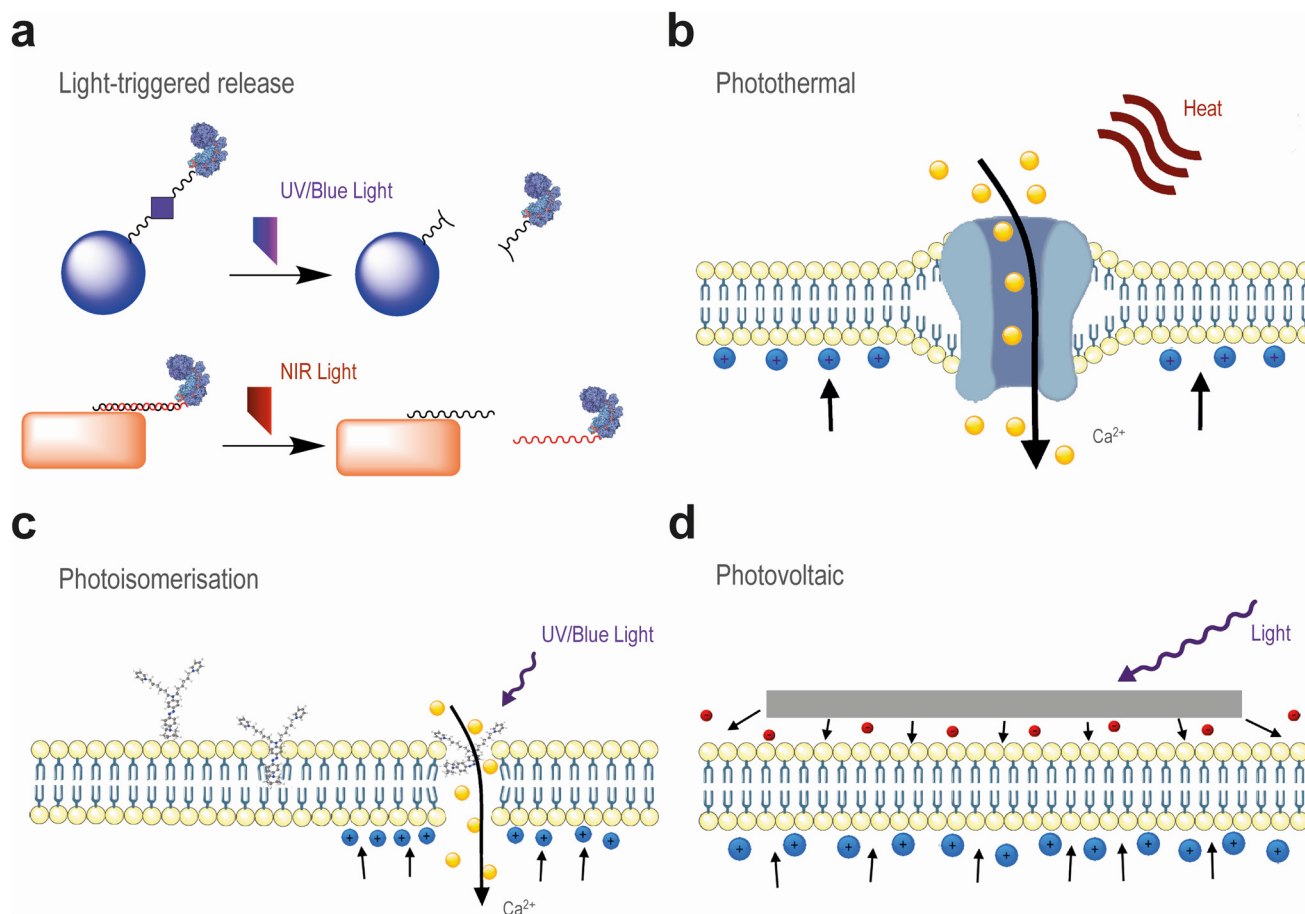 a
Light-triggered release
UV/Blue Light
NIR Light
b
Photothermal
Heat
+ + + + + + +
Ca²⁺
c
Photoisomerisation
UV/Blue Light
+ + + + + + + +
Ca²⁺
d
Photovoltaic
Light
- - - - - - - -
+ + + + + + + + + + +